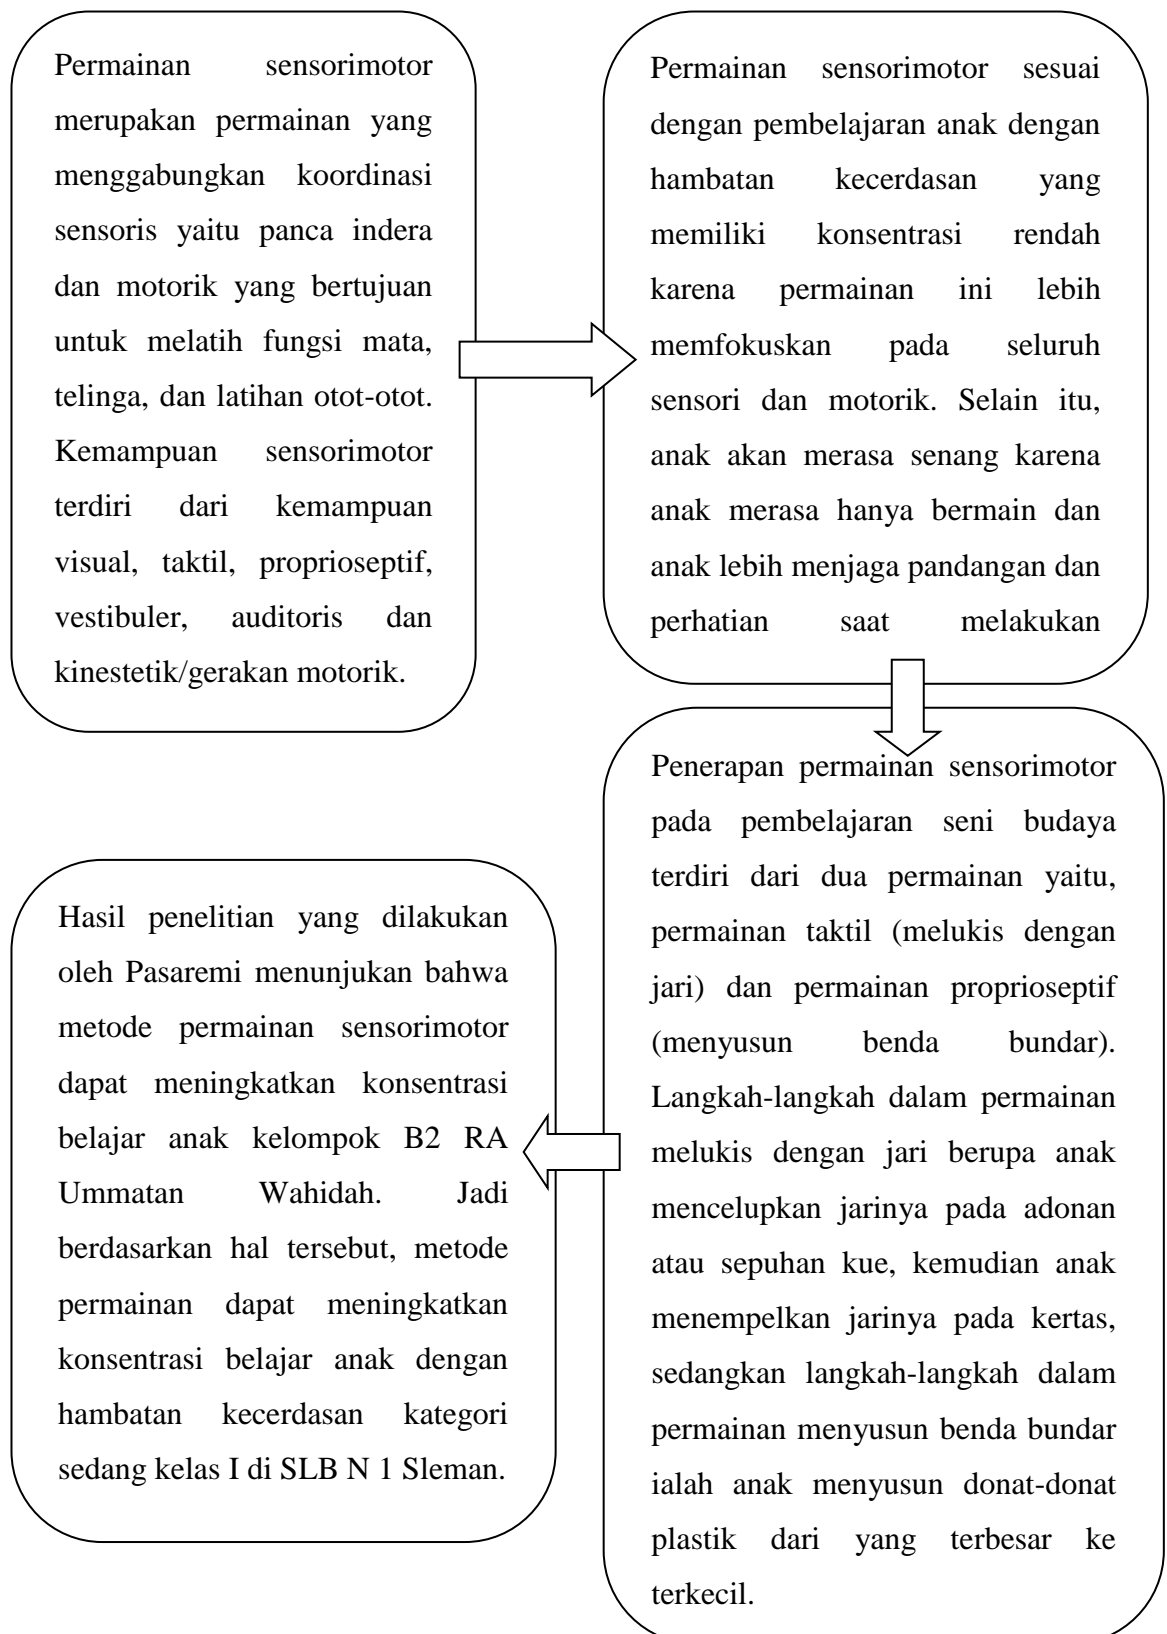 Permainan sensorimotor
merupakan permainan yang
menggabungkan koordinasi
sensoris yaitu panca indera
dan motorik yang bertujuan
untuk melatih fungsi mata,
telinga, dan latihan otot-otot.
Kemampuan sensorimotor
terdiri dari kemampuan
visual, taktil, proprioseptif,
vestibuler, auditoris dan
kinestetik/gerakan motorik.
Permainan sensorimotor sesuai
dengan pembelajaran anak dengan
hambatan kecerdasan yang
memiliki konsentrasi rendah
karena permainan ini lebih
memfokuskan pada seluruh
sensori dan motorik. Selain itu,
anak akan merasa senang karena
anak merasa hanya bermain dan
anak lebih menjaga pandangan dan
perhatian saat melakukan
Penerapan permainan sensorimotor
pada pembelajaran seni budaya
terdiri dari dua permainan yaitu,
permainan taktil (melukis dengan
jari) dan permainan proprioseptif
(menyusun benda bundar).
Langkah-langkah dalam permainan
melukis dengan jari berupa anak
mencelupkan jarinya pada adonan
atau sepuhan kue, kemudian anak
menempelkan jarinya pada kertas,
sedangkan langkah-langkah dalam
permainan menyusun benda bundar
ialah anak menyusun donat-donat
plastik dari yang terbesar ke
terkecil.
Hasil penelitian yang dilakukan
oleh Pasaremi menunjukan bahwa
metode permainan sensorimotor
dapat meningkatkan konsentrasi
belajar anak kelompok B2 RA
Ummatan Wahidah. Jadi
berdasarkan hal tersebut, metode
permainan dapat meningkatkan
konsentrasi belajar anak dengan
hambatan kecerdasan kategori
sedang kelas I di SLB N 1 Sleman.